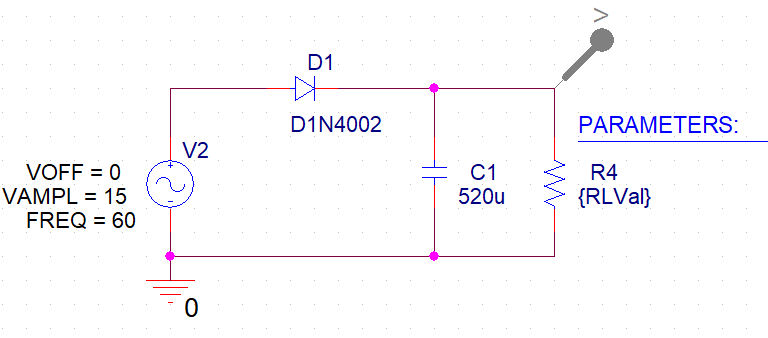 D1
D1N4002
PARAMETERS:
V2
VOFF = 0
VAMPL = 15
FREQ = 60
C1
520u
R4
{RLVal}
0